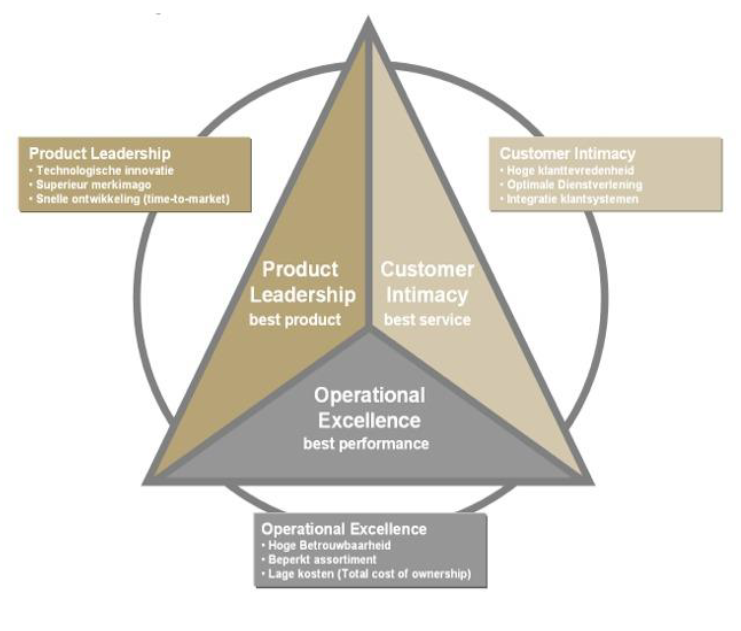 Product Leadership
• Technologische innovatie
• Superieur merkimago
• Snelle ontwikkeling (time-to-market)
Customer Intimacy
• Hoge klanttevredenheid
• Optimale Dienstverlening
• Integratie klantsystemen
Product
Leadership
best product
Customer
Intimacy
best service
Operational
Excellence
best performance
Operational Excellence
• Hoge Betrouwbaarheid
• Beperkt assortiment
• Lage kosten (Total cost of ownership)